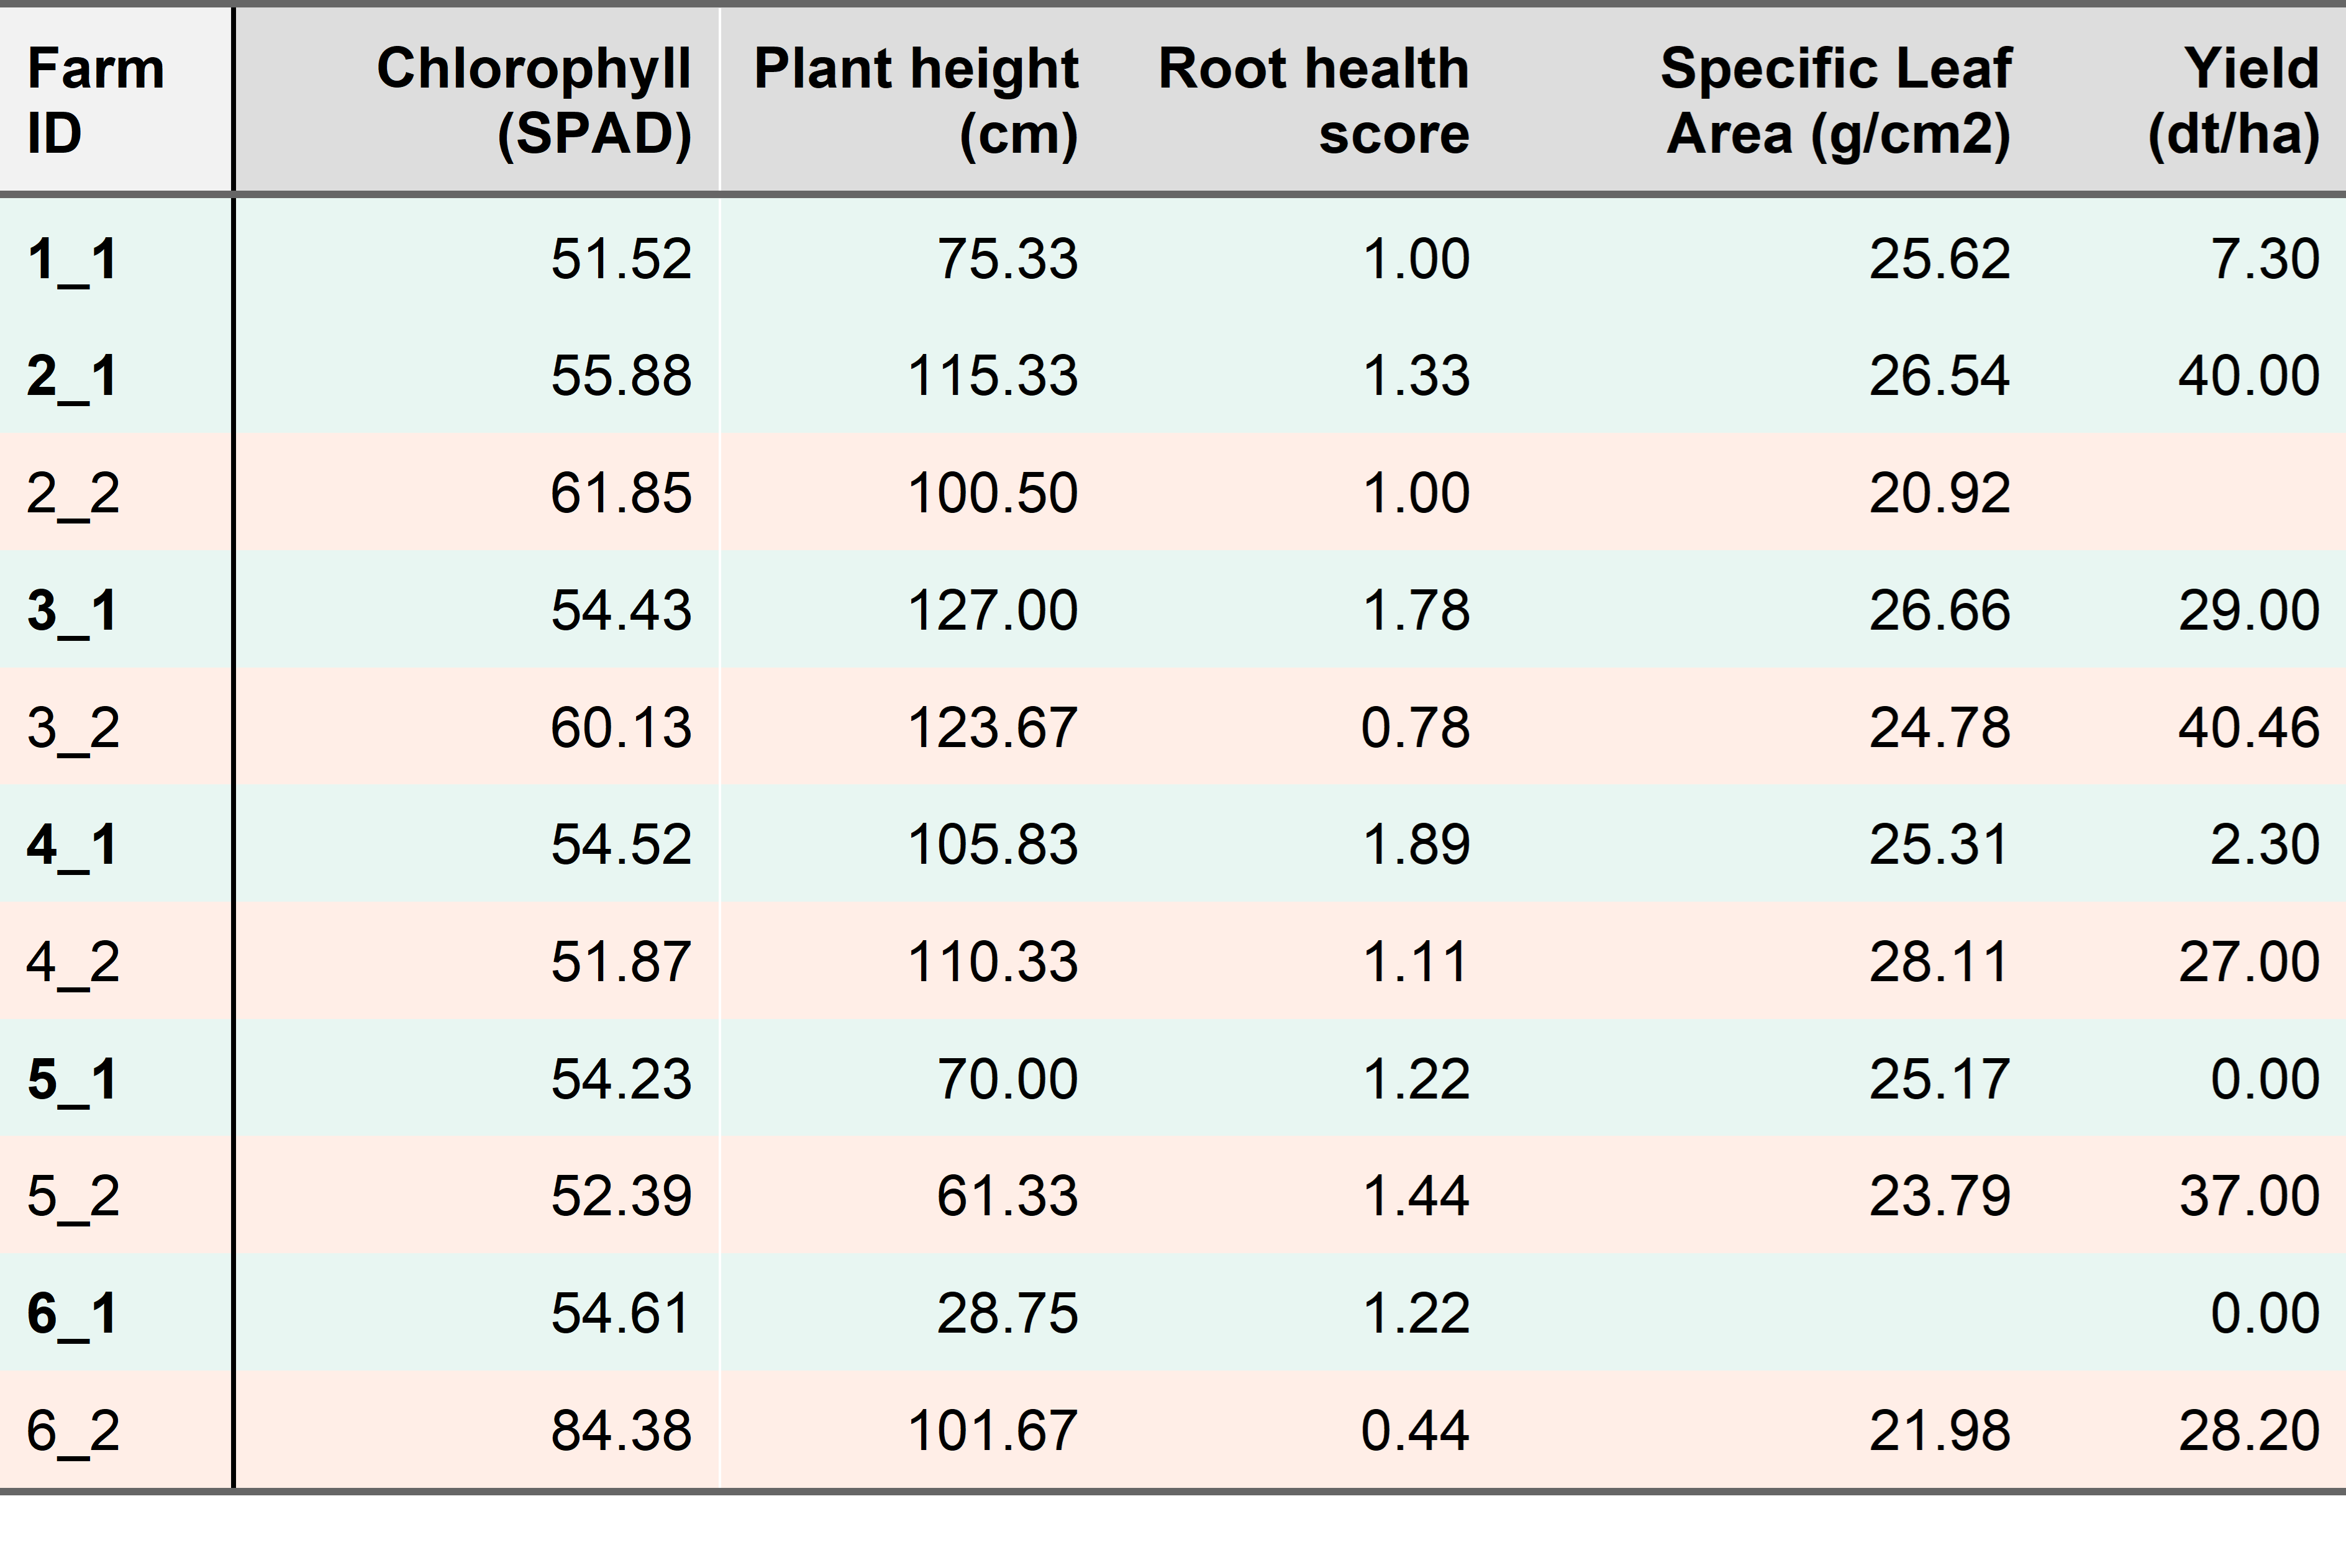 Farm ID Chlorophyll (SPAD) Plant height (cm) Root health score Specific Leaf Area (g/cm2) Yield (dt/ha)
1_1 51.52 75.33 1.00 25.62 7.30
2_1 55.88 115.33 1.33 26.54 40.00
2_2 61.85 100.50 1.00 20.92
3_1 54.43 127.00 1.78 26.66 29.00
3_2 60.13 123.67 0.78 24.78 40.46
4_1 54.52 105.83 1.89 25.31 2.30
4_2 51.87 110.33 1.11 28.11 27.00
5_1 54.23 70.00 1.22 25.17 0.00
5_2 52.39 61.33 1.44 23.79 37.00
6_1 54.61 28.75 1.22 0.00
6_2 84.38 101.67 0.44 21.98 28.20